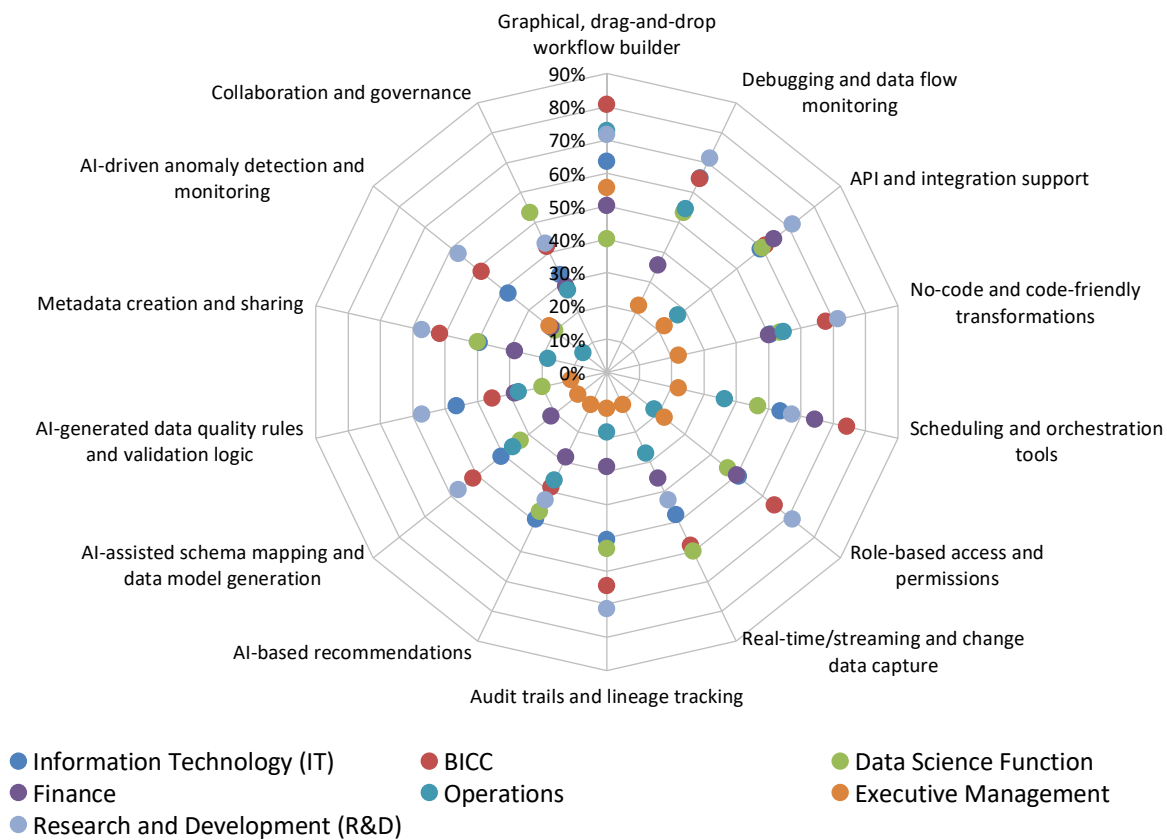 Graphical, drag-and-drop
workflow builder
Debugging and data flow
monitoring
API and integration support
No-code and code-friendly
transformations
Scheduling and orchestration
tools
Role-based access and
permissions
Real-time/streaming and change
data capture
Audit trails and lineage tracking
AI-based recommendations
AI-assisted schema mapping and
data model generation
AI-generated data quality rules
and validation logic
Metadata creation and sharing
AI-driven anomaly detection and
monitoring
Collaboration and governance
90%
80%
70%
60%
50%
40%
30%
20%
10%
0%
Information Technology (IT)
BICC
Data Science Function
Finance
Operations
Executive Management
Research and Development (R&D)